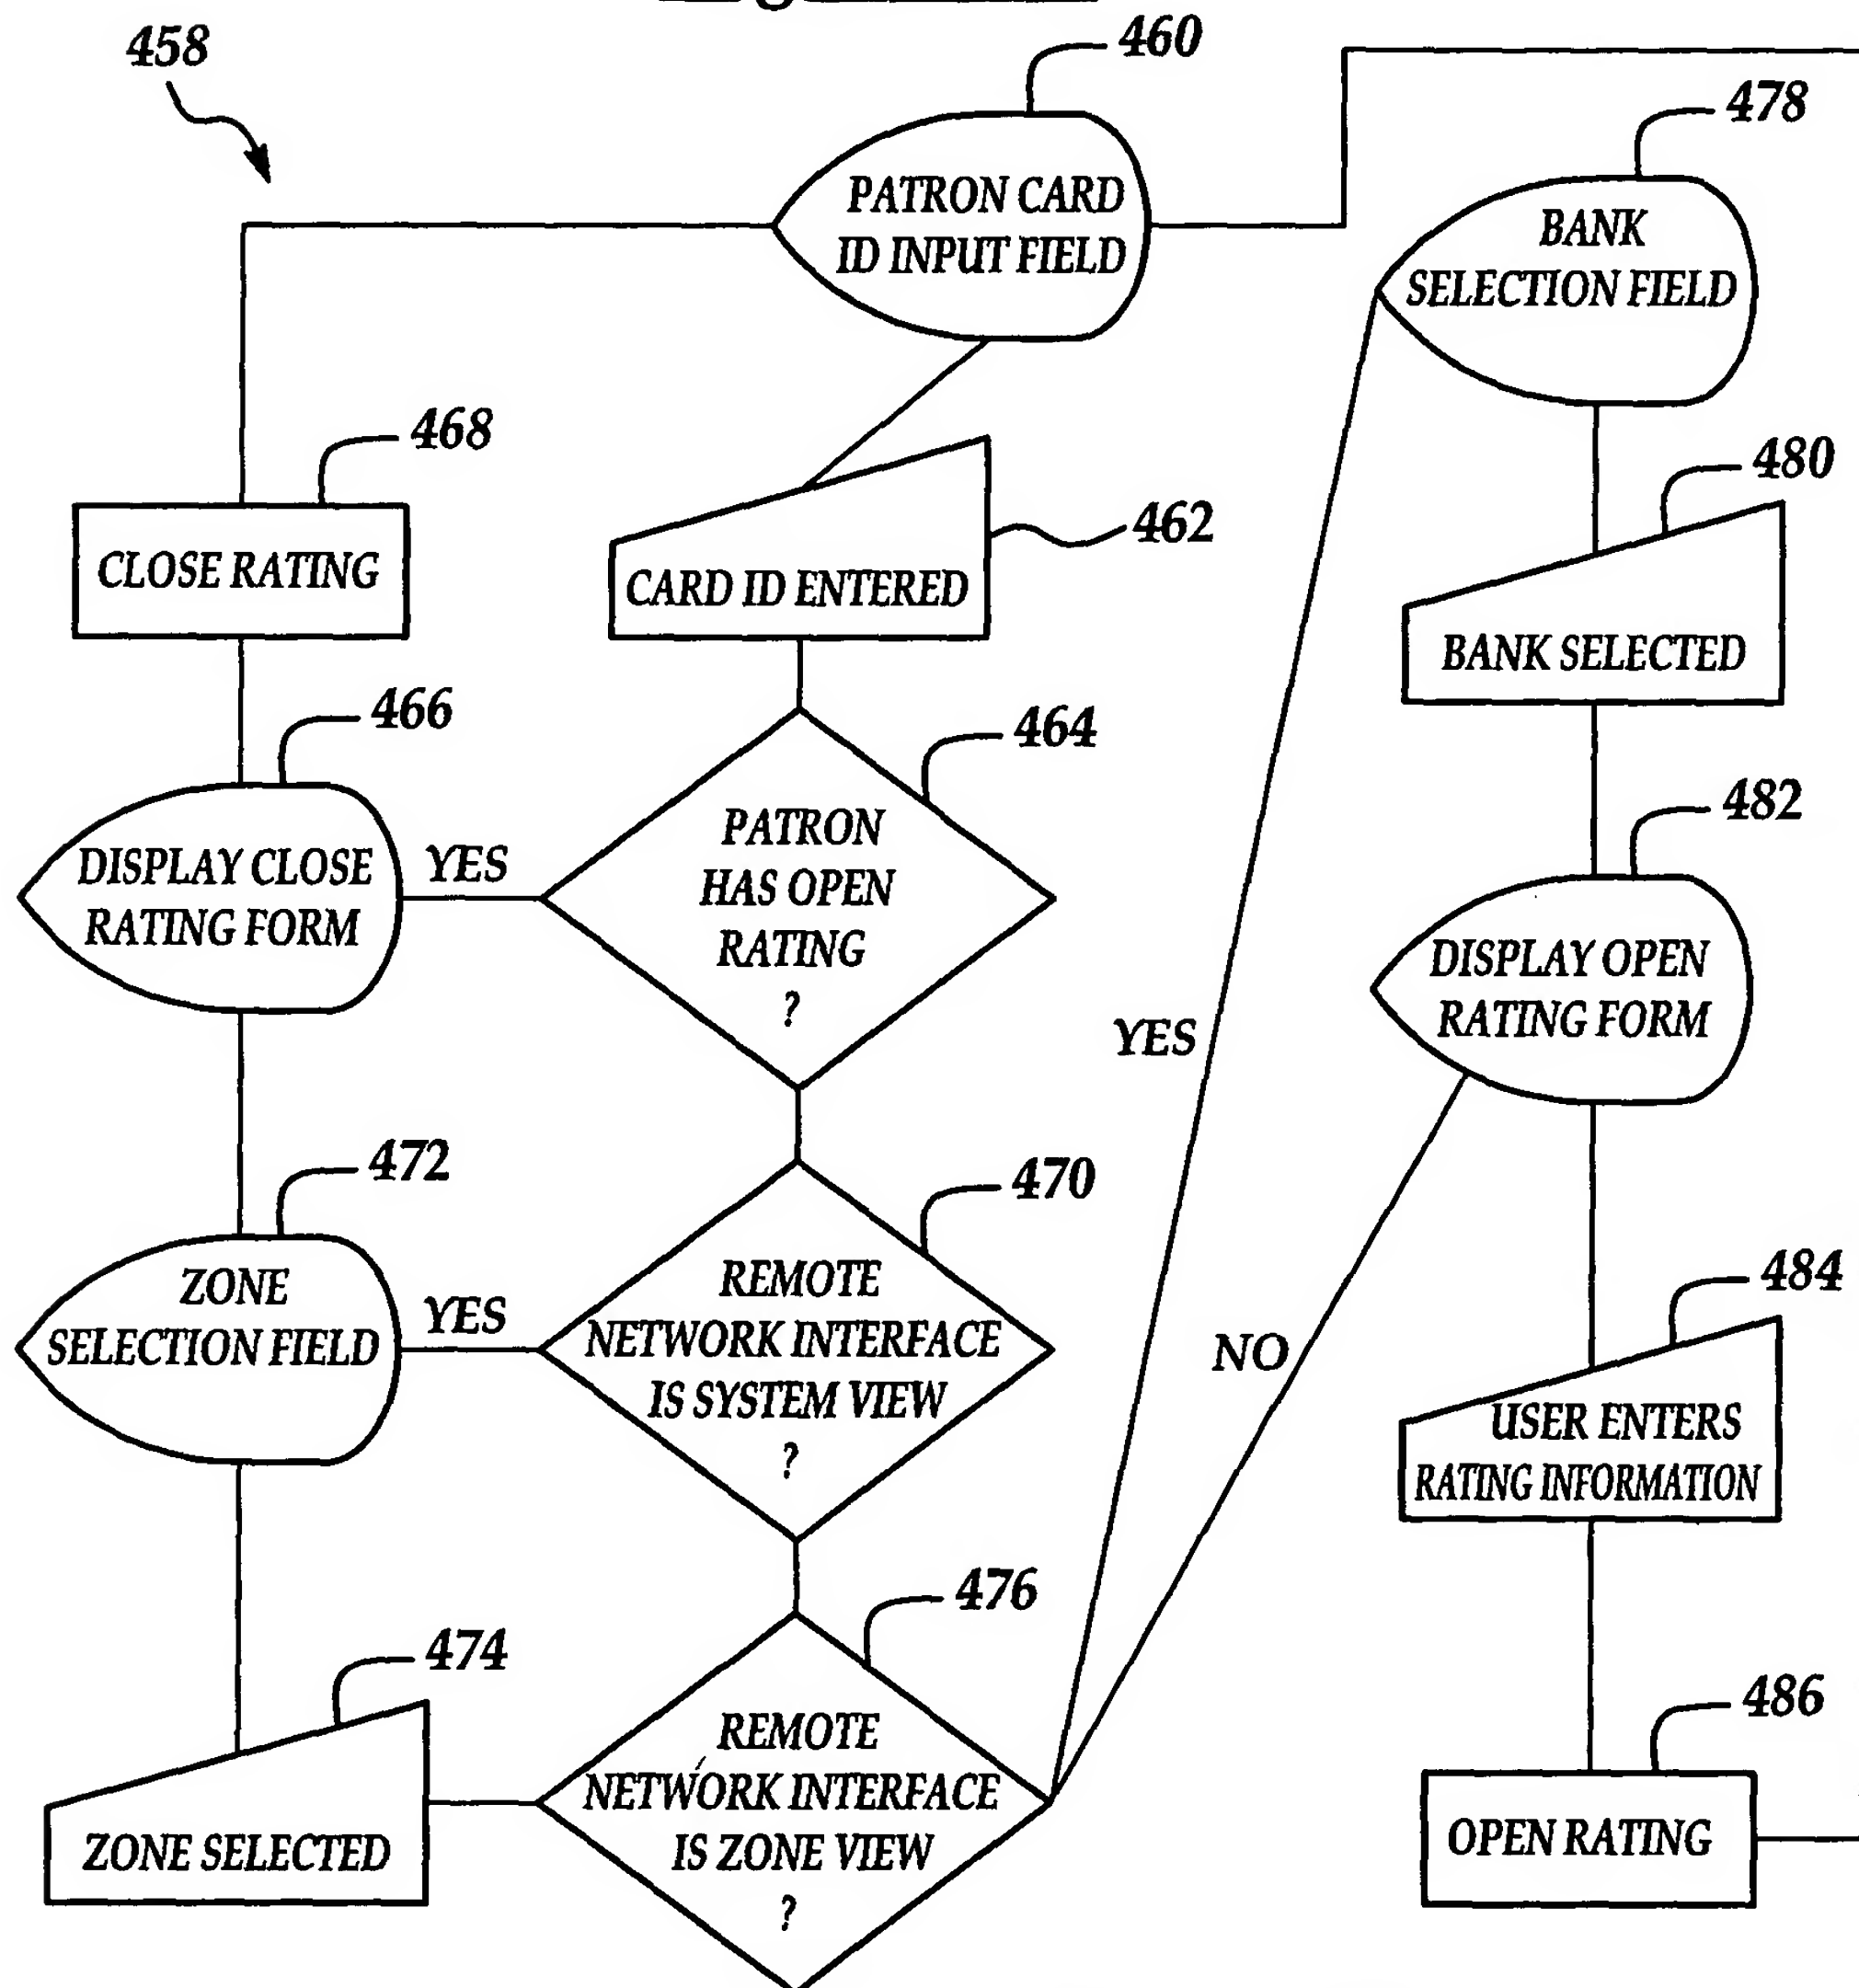 458
460
PATRON CARD
ID INPUT FIELD
478
BANK
SELECTION FIELD
468
CLOSE RATING
462
CARD ID ENTERED
480
BANK SELECTED
466
DISPLAY CLOSE
RATING FORM
YES
464
PATRON
HAS OPEN
RATING
?
482
DISPLAY OPEN
RATING FORM
YES
NO
472
ZONE
SELECTION FIELD
YES
470
REMOTE
NETWORK INTERFACE
IS SYSTEM VIEW
?
484
USER ENTERS
RATING INFORMATION
474
ZONE SELECTED
476
REMOTE
NETWORK INTERFACE
IS ZONE VIEW
?
486
OPEN RATING